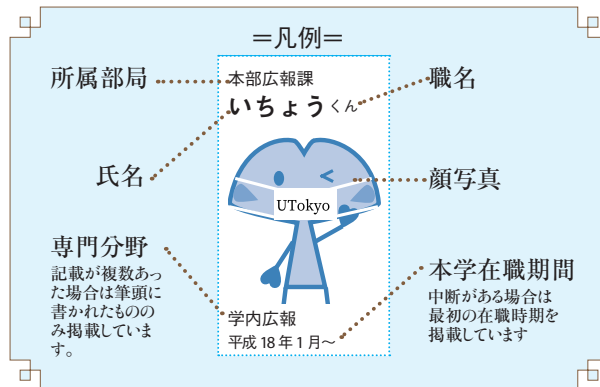 ＝凡例＝
所属部局
本部広報課
いちょうくん
職名
氏名
顔写真
UTokyo
専門分野
記載が複数あっ
た場合は筆頭に
書かれたものの
み掲載していま
す。
本学在職期間
中断がある場合は
最初の在職時期を
掲載しています
学内広報
平成 18 年 1 月〜